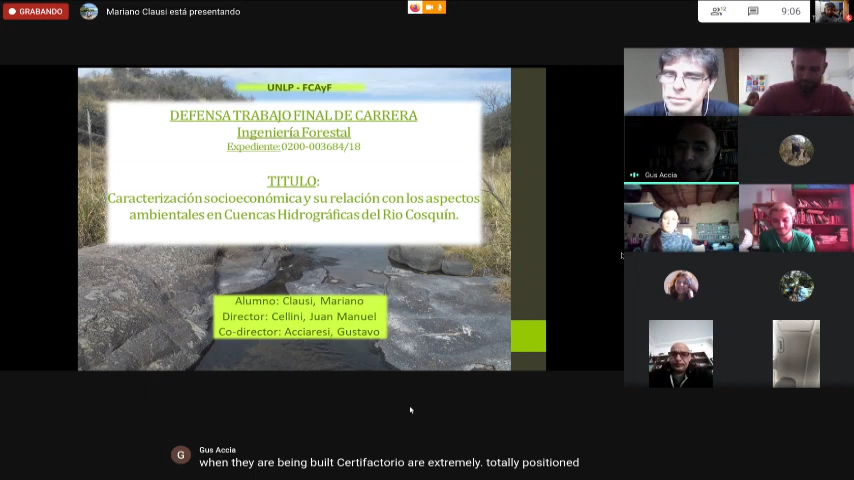 GRABANDO
Mariano Clausi está presentando
12
9:06
UNLP - FCAyF
DEFENSA TRABAJO FINAL DE CARRERA
Ingeniería Forestal
Expediente: 0200-003684/18
TITULO:
Caracterización socioeconómica y su relación con los aspectos
ambientales en Cuencas Hidrográficas del Rio Cosquín.
Alumno: Clausi, Mariano
Director: Cellini, Juan Manuel
Co-director: Acciaresi, Gustavo
Gus Accia
G
Gus Accia
when they are being built Certifactorio are extremely. totally positioned